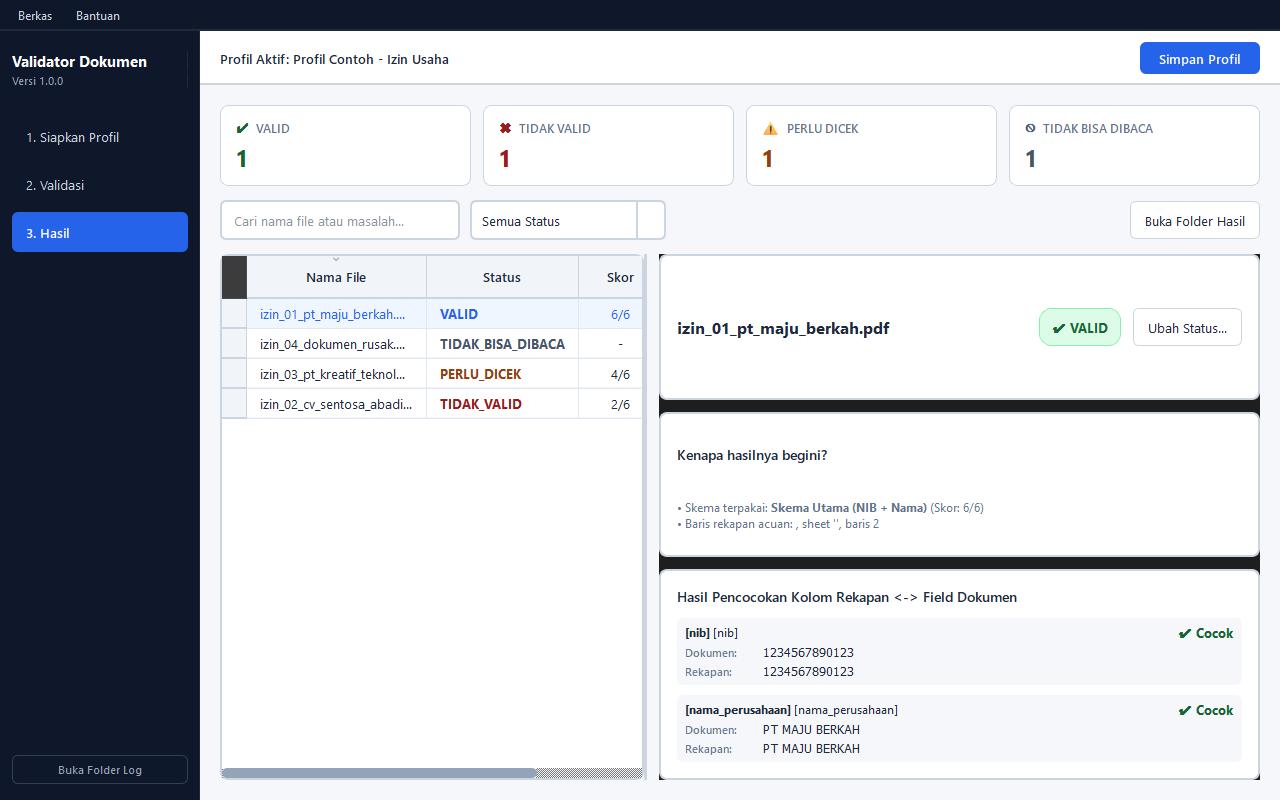 Berkas Bantuan
Validator Dokumen
Versi 1.0.0
1. Siapkan Profil
2. Validasi
3. Hasil
Buka Folder Log
Profil Aktif: Profil Contoh - Izin Usaha
Simpan Profil
✔ VALID
1
✖ TIDAK VALID
1
⚠ PERLU DICEK
1
TIDAK BISA DIBACA
1
Cari nama file atau masalah...
Semua Status
Buka Folder Hasil
Nama File Status Skor
izin_01_pt_maju_berkah.... VALID 6/6
izin_04_dokumen_rusak.... TIDAK_BISA_DIBACA -
izin_03_pt_kreatif_teknol... PERLU_DICEK 4/6
izin_02_cv_sentosa_abadi... TIDAK_VALID 2/6
izin_01_pt_maju_berkah.pdf
✔ VALID
Ubah Status...
Kenapa hasilnya begini?
• Skema terpakai: Skema Utama (NIB + Nama) (Skor: 6/6)
• Baris rekapan acuan: , sheet '', baris 2
Hasil Pencocokan Kolom Rekapan <-> Field Dokumen
[nib] [nib] ✔ Cocok
Dokumen: 1234567890123
Rekapan: 1234567890123
[nama_perusahaan] [nama_perusahaan] ✔ Cocok
Dokumen: PT MAJU BERKAH
Rekapan: PT MAJU BERKAH